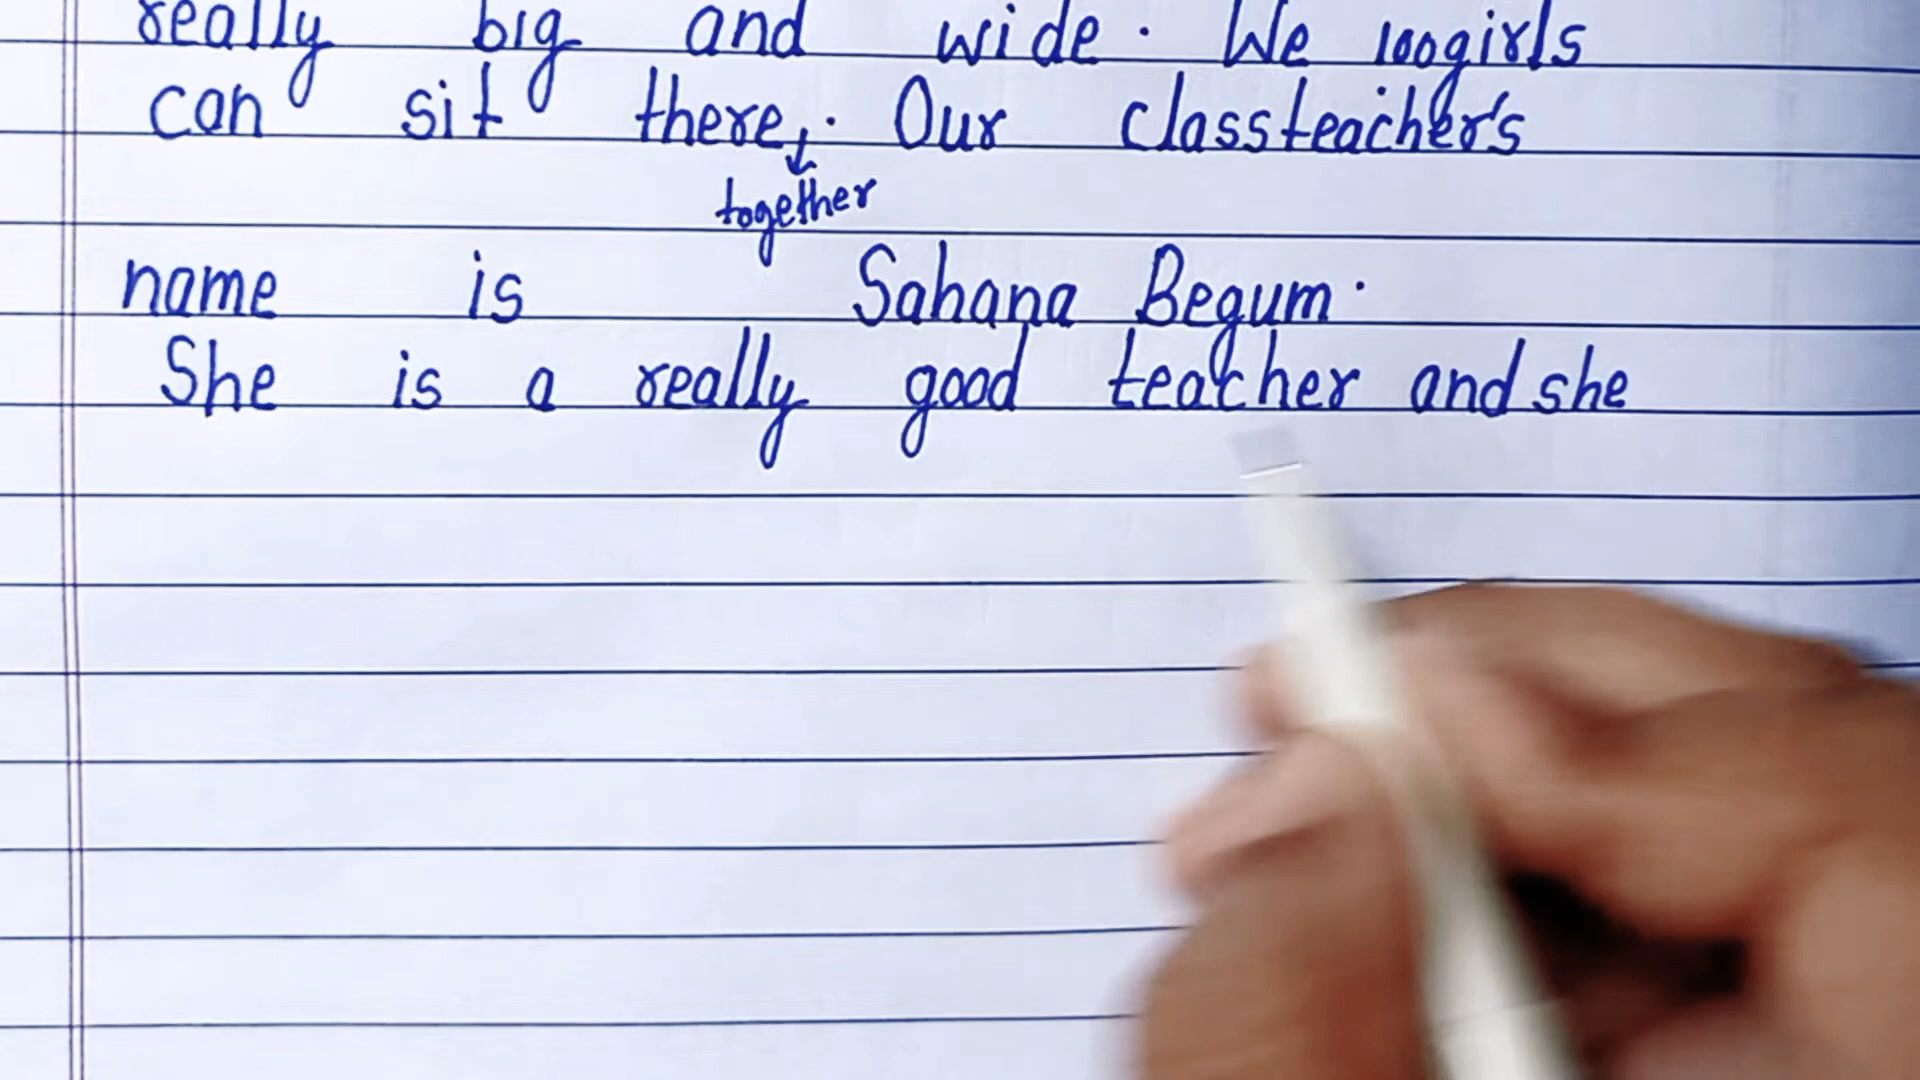 really big and wide. We 100girls
can sit there,. Our classteacher's
together
name is Sahana Begum.
She is a really good teacher and she